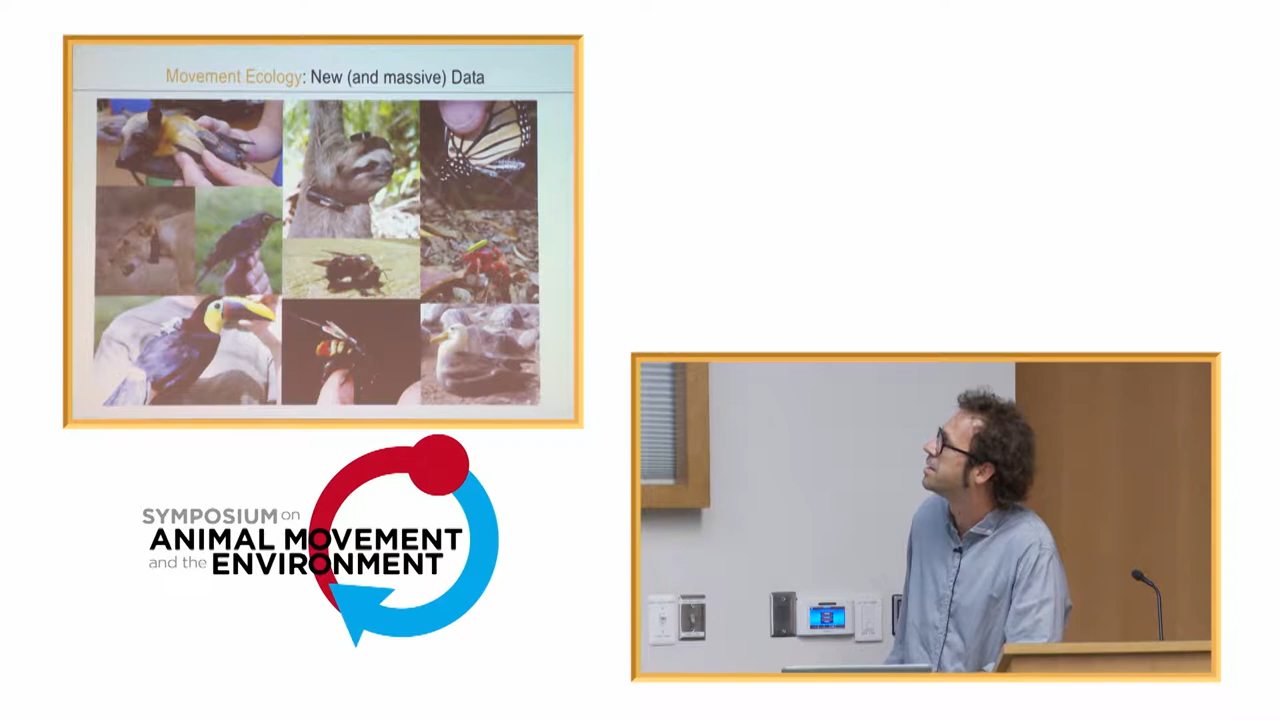 Movement Ecology: New (and massive) Data
SYMPOSIUM on
ANIMAL MOVEMENT
and the ENVIRONMENT